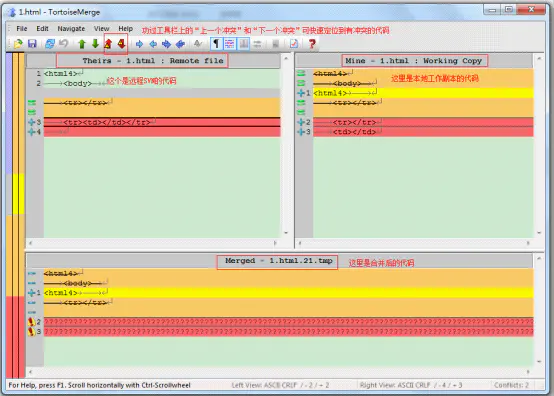 1.html - TortoiseMerge
File Edit Navigate View Help
功过工具栏上的“上一个冲突”和“下一个冲突”可快速定位到有冲突的代码
Theirs - 1.html : Remote file
Mine - 1.html : Working Copy
1 <html4>
2 <body>
这个是远程SVN的代码
<tr></tr>
3 <tr><td></td></tr>
4
<html4>
<body>
这里是本地工作副本的代码
1 <html4>
<tr></tr>
2 <tr></tr>
3 <td></td>
Merged - 1.html.21.tmp
这里是合并后的代码
<html4>
<body>
1 <html4>
<tr></tr>
2
3
For Help, press F1. Scroll horizontally with Ctrl-Scrollwheel
Left View: ASCII CRLF / - 2 / + 2
Right View: ASCII CRLF / - 4 / + 3
Conflicts: 2